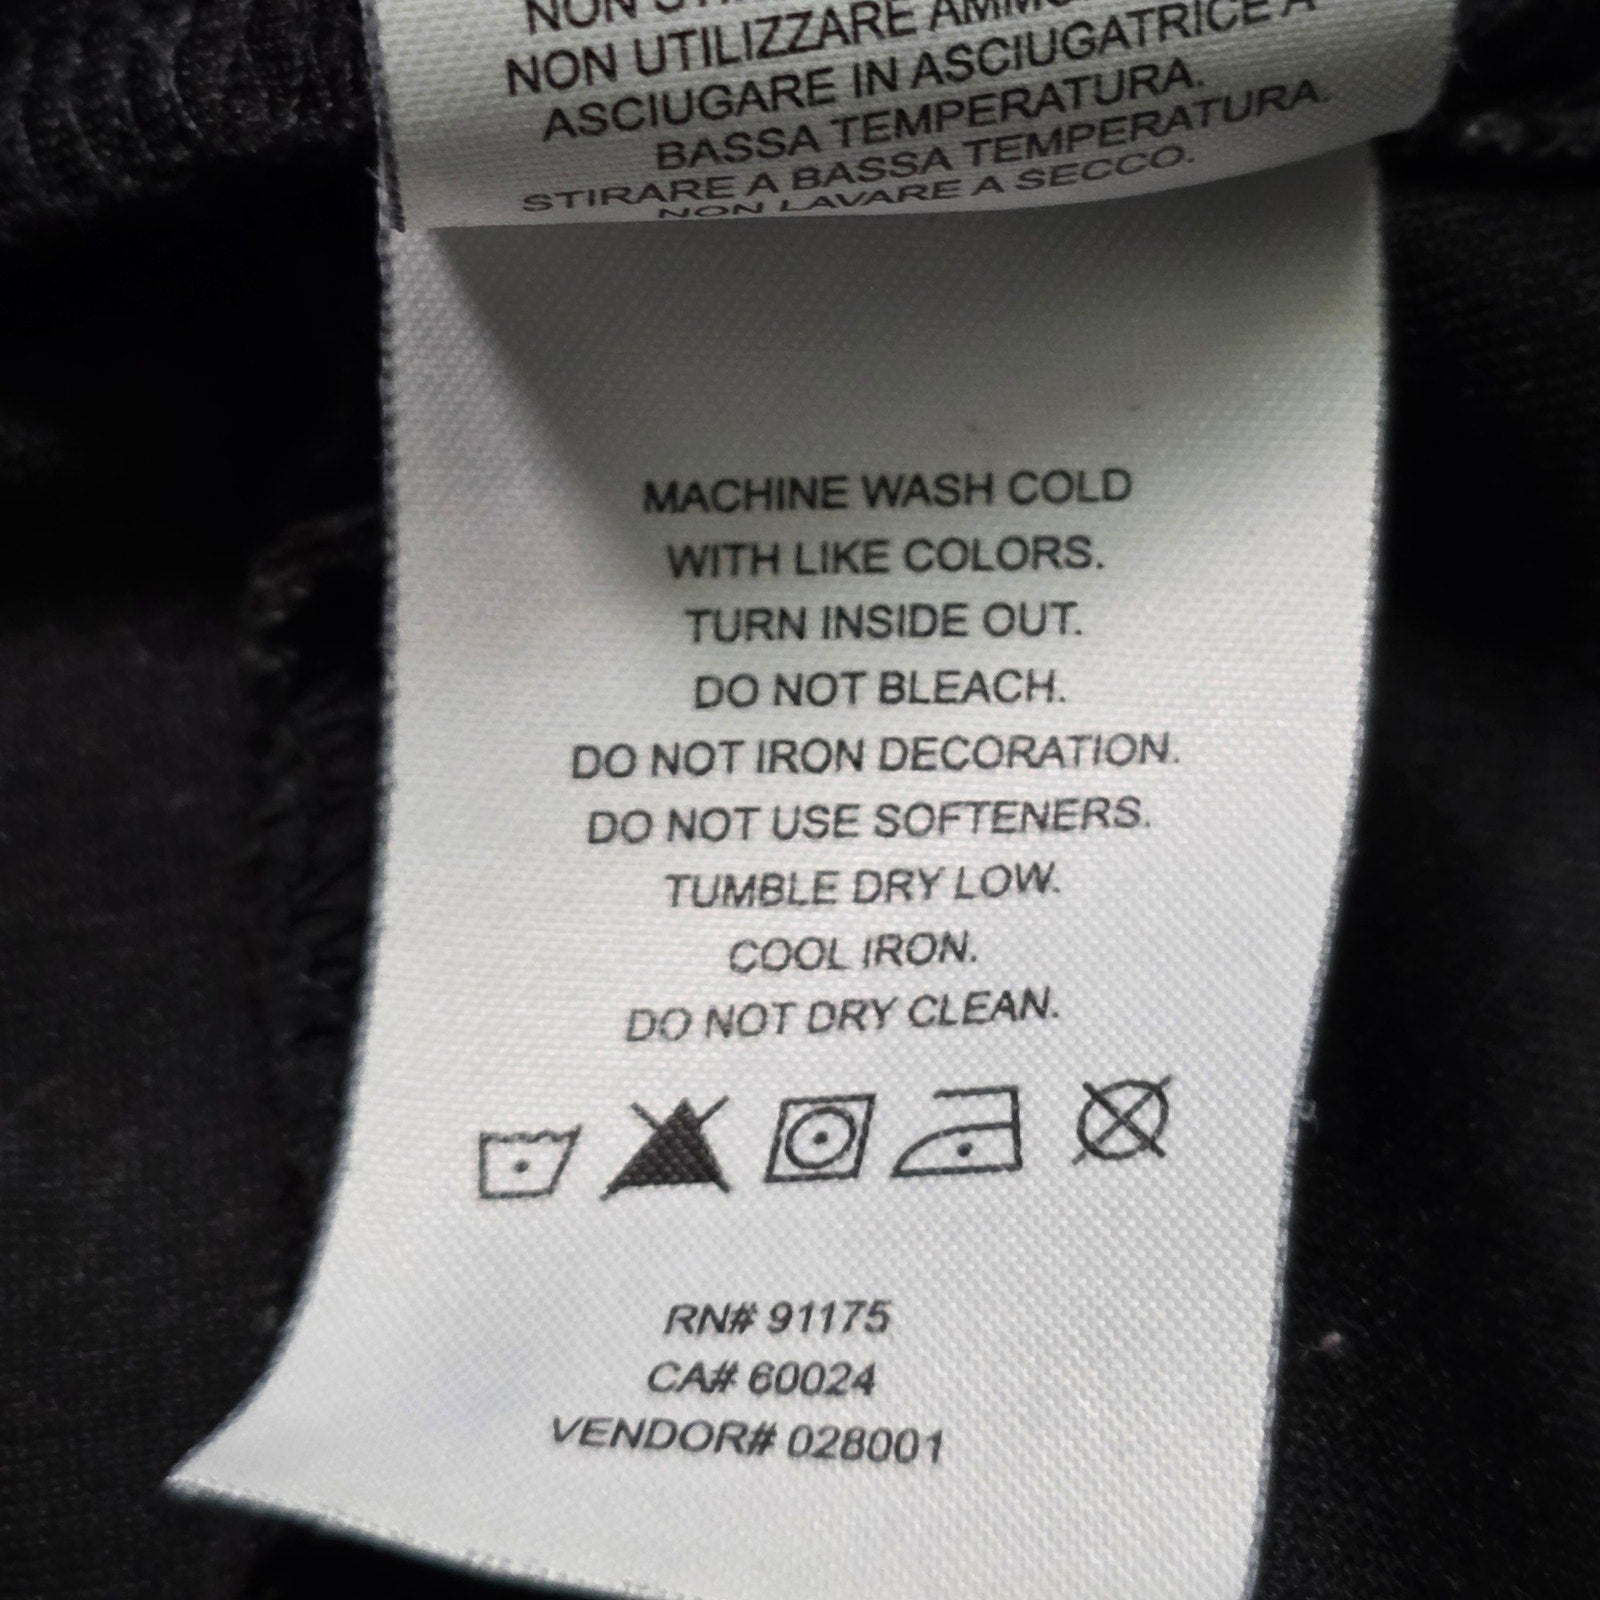 NON
NON UTILIZZARE
ASCIUGARE IN ASCIUGATRICE A
BASSA TEMPERATURA.
STIRARE A BASSA TEMPERATURA.
NON LAVARE A SECCO.
MACHINE WASH COLD
WITH LIKE COLORS.
TURN INSIDE OUT.
DO NOT BLEACH.
DO NOT IRON DECORATION.
DO NOT USE SOFTENERS.
TUMBLE DRY LOW.
COOL IRON.
DO NOT DRY CLEAN.
RN# 91175
CA# 60024
VENDOR# 028001